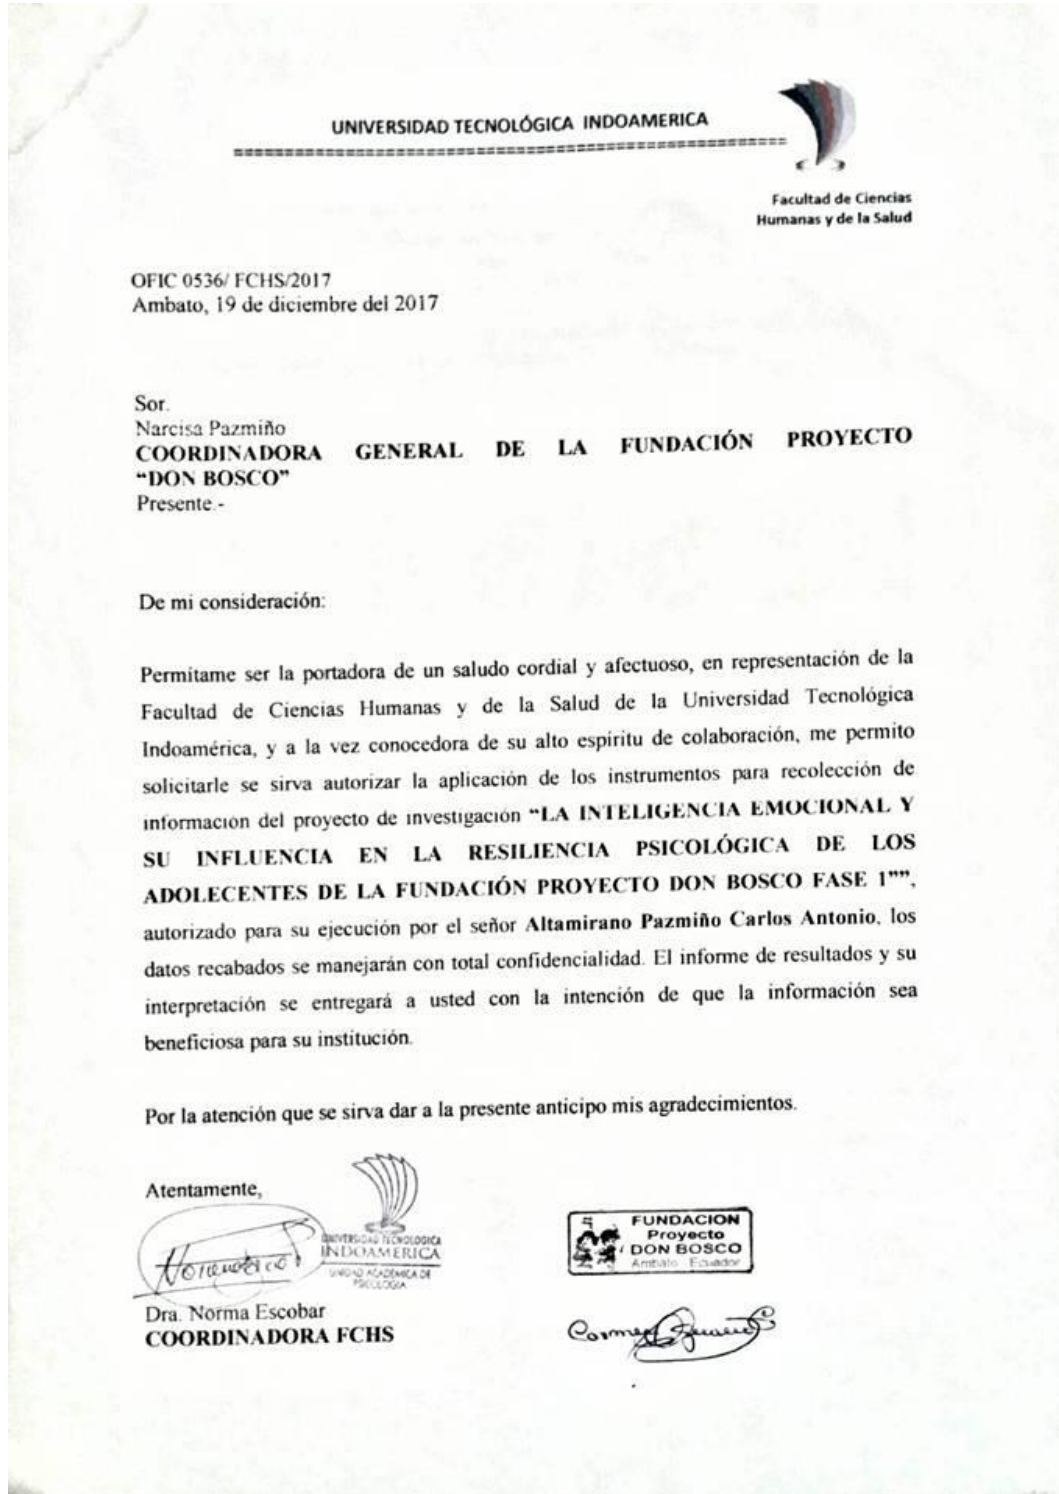 UNIVERSIDAD TECNOLÓGICA INDOAMERICA
==========================================================
Facultad de Ciencias
Humanas y de la Salud
OFIC 0536/ FCHS/2017
Ambato, 19 de diciembre del 2017
Sor.
Narcisa Pazmiño
COORDINADORA GENERAL DE LA FUNDACIÓN PROYECTO
“DON BOSCO”
Presente.-
De mi consideración:
Permítame ser la portadora de un saludo cordial y afectuoso, en representación de la
Facultad de Ciencias Humanas y de la Salud de la Universidad Tecnológica
Indoamérica, y a la vez conocedora de su alto espíritu de colaboración, me permito
solicitarle se sirva autorizar la aplicación de los instrumentos para recolección de
información del proyecto de investigación “LA INTELIGENCIA EMOCIONAL Y
SU INFLUENCIA EN LA RESILIENCIA PSICOLÓGICA DE LOS
ADOLECENTES DE LA FUNDACIÓN PROYECTO DON BOSCO FASE 1””,
autorizado para su ejecución por el señor Altamirano Pazmiño Carlos Antonio, los
datos recabados se manejarán con total confidencialidad. El informe de resultados y su
interpretación se entregará a usted con la intención de que la información sea
beneficiosa para su institución.
Por la atención que se sirva dar a la presente anticipo mis agradecimientos.
Atentamente,
UNIVERSIDAD TECNOLOGICA
INDOAMERICA
UNIDAD ACADEMICA DE
PSICOLOGIA
Dra. Norma Escobar
COORDINADORA FCHS
FUNDACION
Proyecto
DON BOSCO
Ambato Ecuador
Carmen